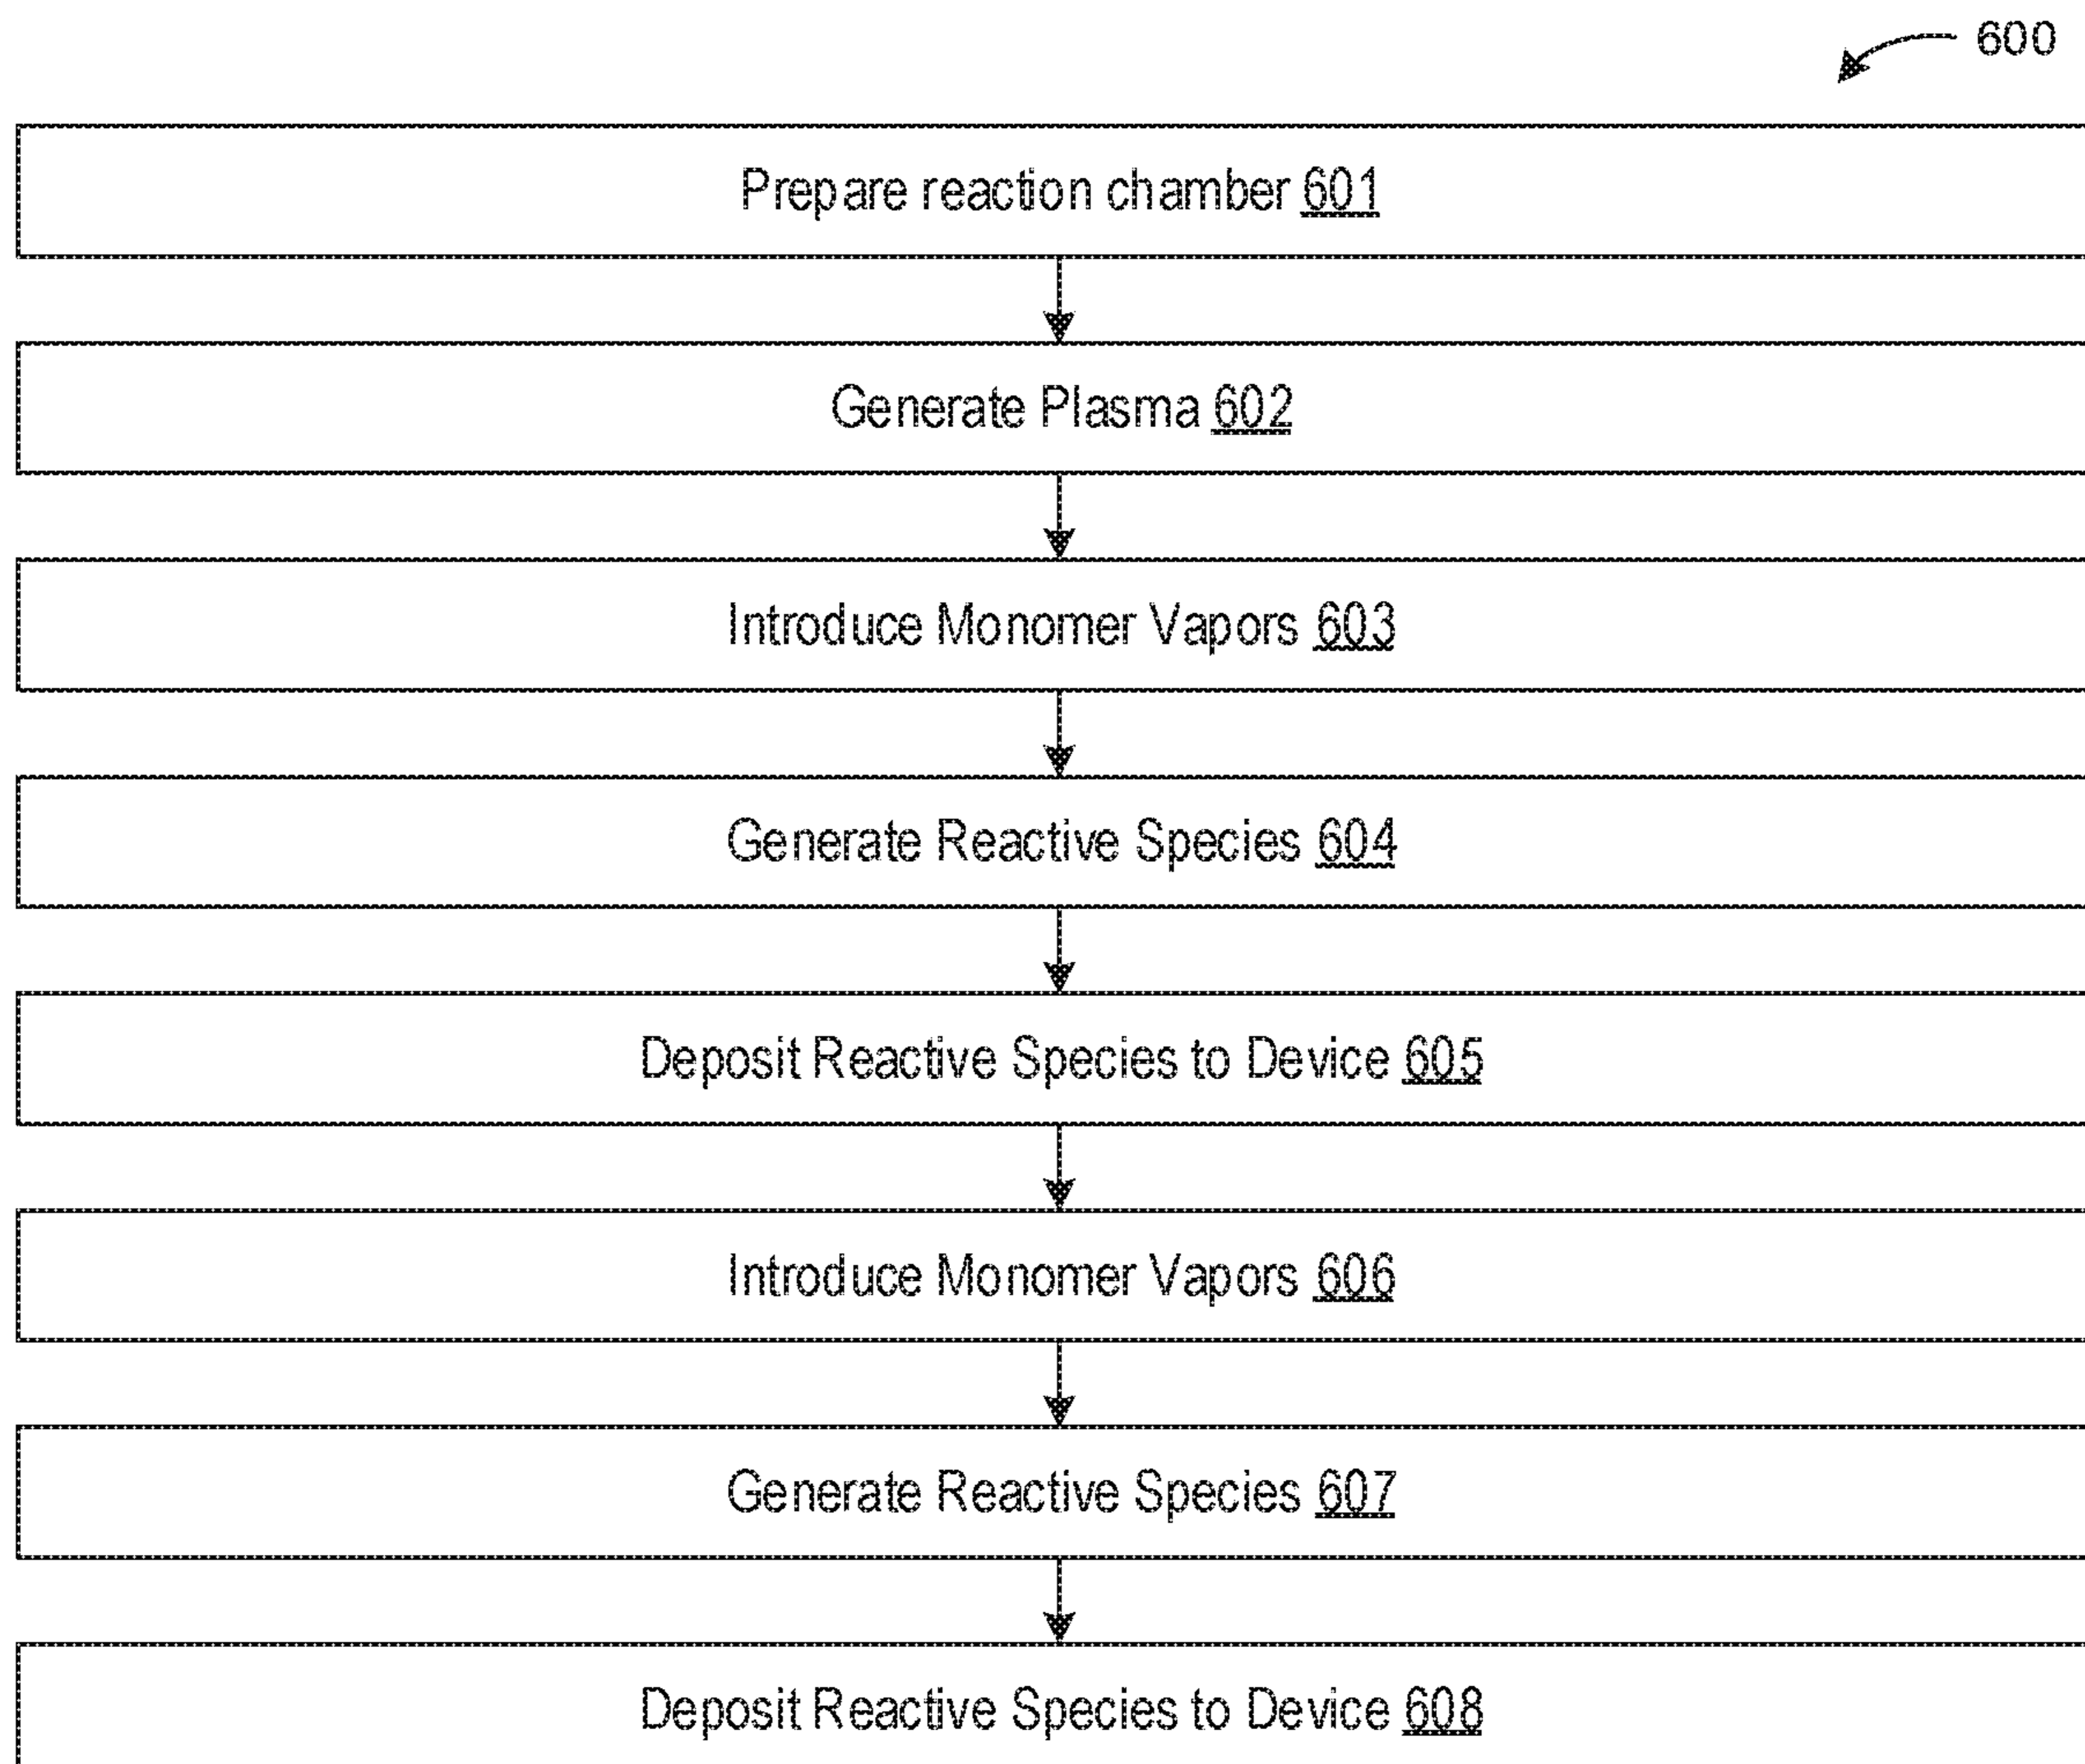 600
Prepare reaction chamber 601
Generate Plasma 602
Introduce Monomer Vapors 603
Generate Reactive Species 604
Deposit Reactive Species to Device 605
Introduce Monomer Vapors 606
Generate Reactive Species 607
Deposit Reactive Species to Device 608